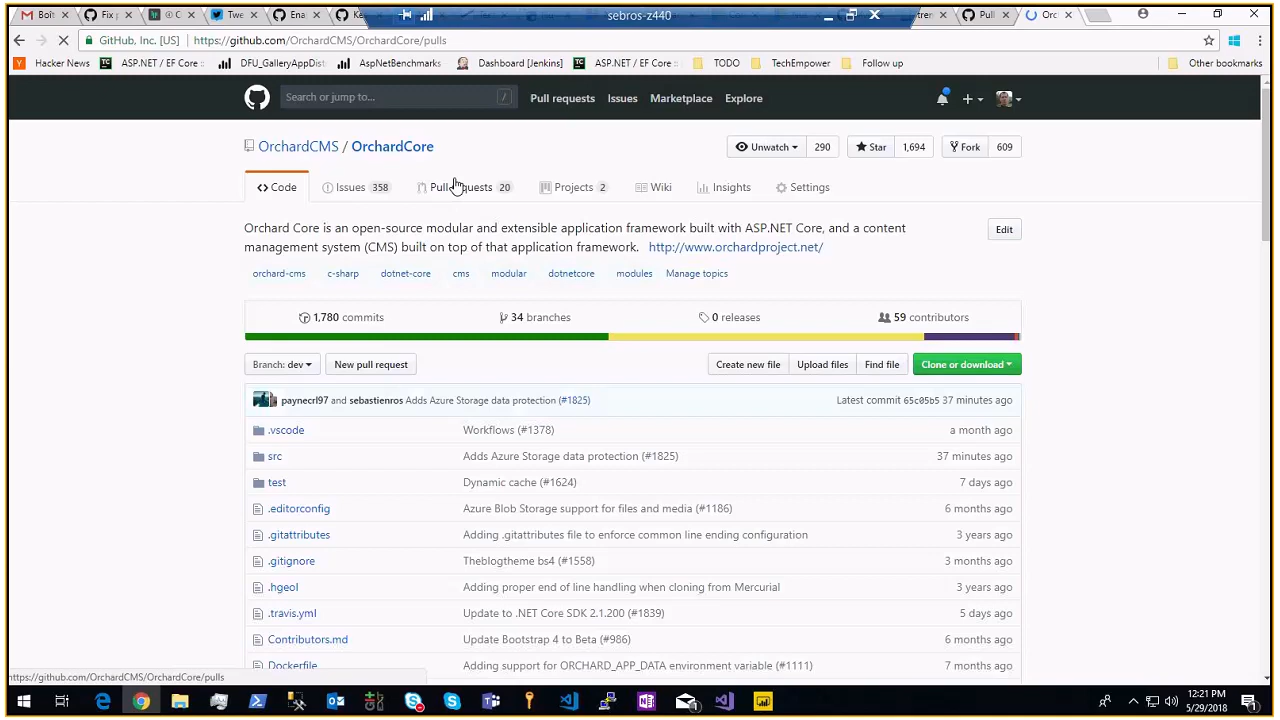 Boît
Fix p
C
Twe
Ena
Ke
sebros-z440
Pull
Orc
GitHub, Inc. [US]
https://github.com/OrchardCMS/OrchardCore/pulls
Hacker News
ASP.NET / EF Core
DFU_GalleryAppDist
AspNetBenchmarks
Dashboard [Jenkins]
ASP.NET / EF Core
TODO
TechEmpower
Follow up
Other bookmarks
Search or jump to...
/
Pull requests
Issues
Marketplace
Explore
OrchardCMS / OrchardCore
Unwatch 290
Star 1,694
Fork 609
Code
Issues 358
Pull requests 20
Projects 2
Wiki
Insights
Settings
Orchard Core is an open-source modular and extensible application framework built with ASP.NET Core, and a content
management system (CMS) built on top of that application framework. http://www.orchardproject.net/
Edit
orchard-cms c-sharp dotnet-core cms modular dotnetcore modules Manage topics
1,780 commits
34 branches
0 releases
59 contributors
Branch: dev
New pull request
Create new file
Upload files
Find file
Clone or download
paynecrl97 and sebastienros Adds Azure Storage data protection (#1825)
Latest commit 65c05b5 37 minutes ago
.vscode Workflows (#1378) a month ago
src Adds Azure Storage data protection (#1825) 37 minutes ago
test Dynamic cache (#1624) 7 days ago
.editorconfig Azure Blob Storage support for files and media (#1186) 6 months ago
.gitattributes Adding .gitattributes file to enforce common line ending configuration 3 years ago
.gitignore Theblogtheme bs4 (#1558) 3 months ago
.hgeol Adding proper end of line handling when cloning from Mercurial 3 years ago
.travis.yml Update to .NET Core SDK 2.1.200 (#1839) 5 days ago
Contributors.md Update Bootstrap 4 to Beta (#986) 6 months ago
Dockerfile Adding support for ORCHARD_APP_DATA environment variable (#1111) 7 months ago
https://github.com/OrchardCMS/OrchardCore/pulls
12:21 PM
5/29/2018